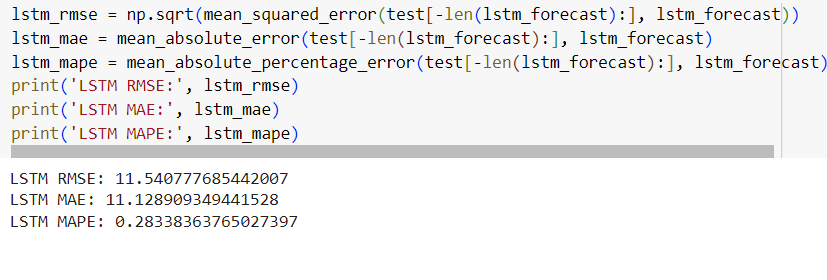 lstm_rmse = np.sqrt(mean_squared_error(test[-len(lstm_forecast):], lstm_forecast))
lstm_mae = mean_absolute_error(test[-len(lstm_forecast):], lstm_forecast)
lstm_mape = mean_absolute_percentage_error(test[-len(lstm_forecast):], lstm_forecast)
print('LSTM RMSE:', lstm_rmse)
print('LSTM MAE:', lstm_mae)
print('LSTM MAPE:', lstm_mape)
LSTM RMSE: 11.540777685442007
LSTM MAE: 11.128909349441528
LSTM MAPE: 0.28338363765027397